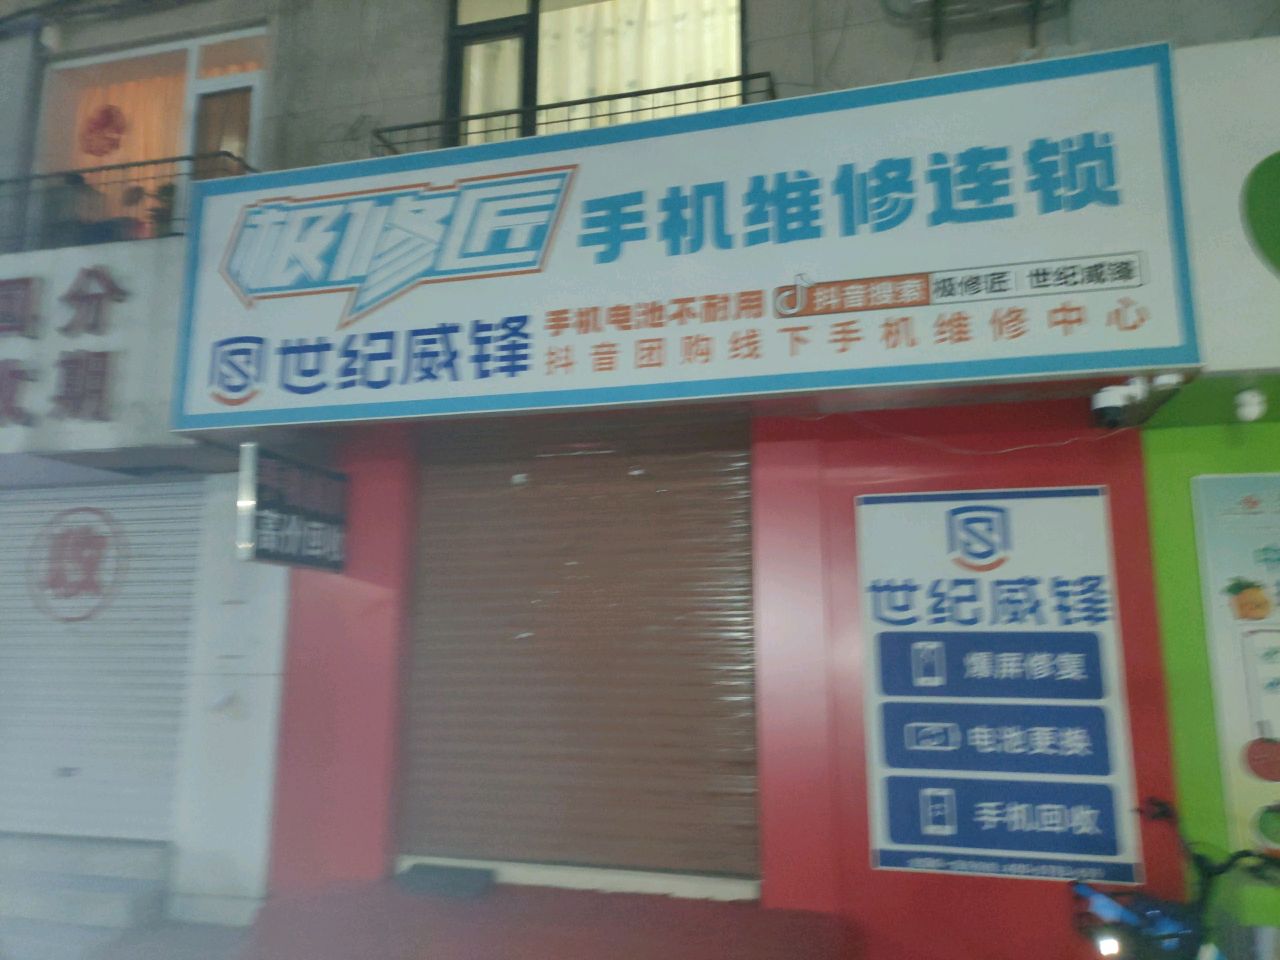 极修匠 手机维修连锁
手机电池不耐用 抖音搜索 极修匠 世纪威锋
世纪威锋 抖音团购线下手机维修中心
分
期
高价回收
收
世纪威锋
爆屏修复
电池更换
手机回收